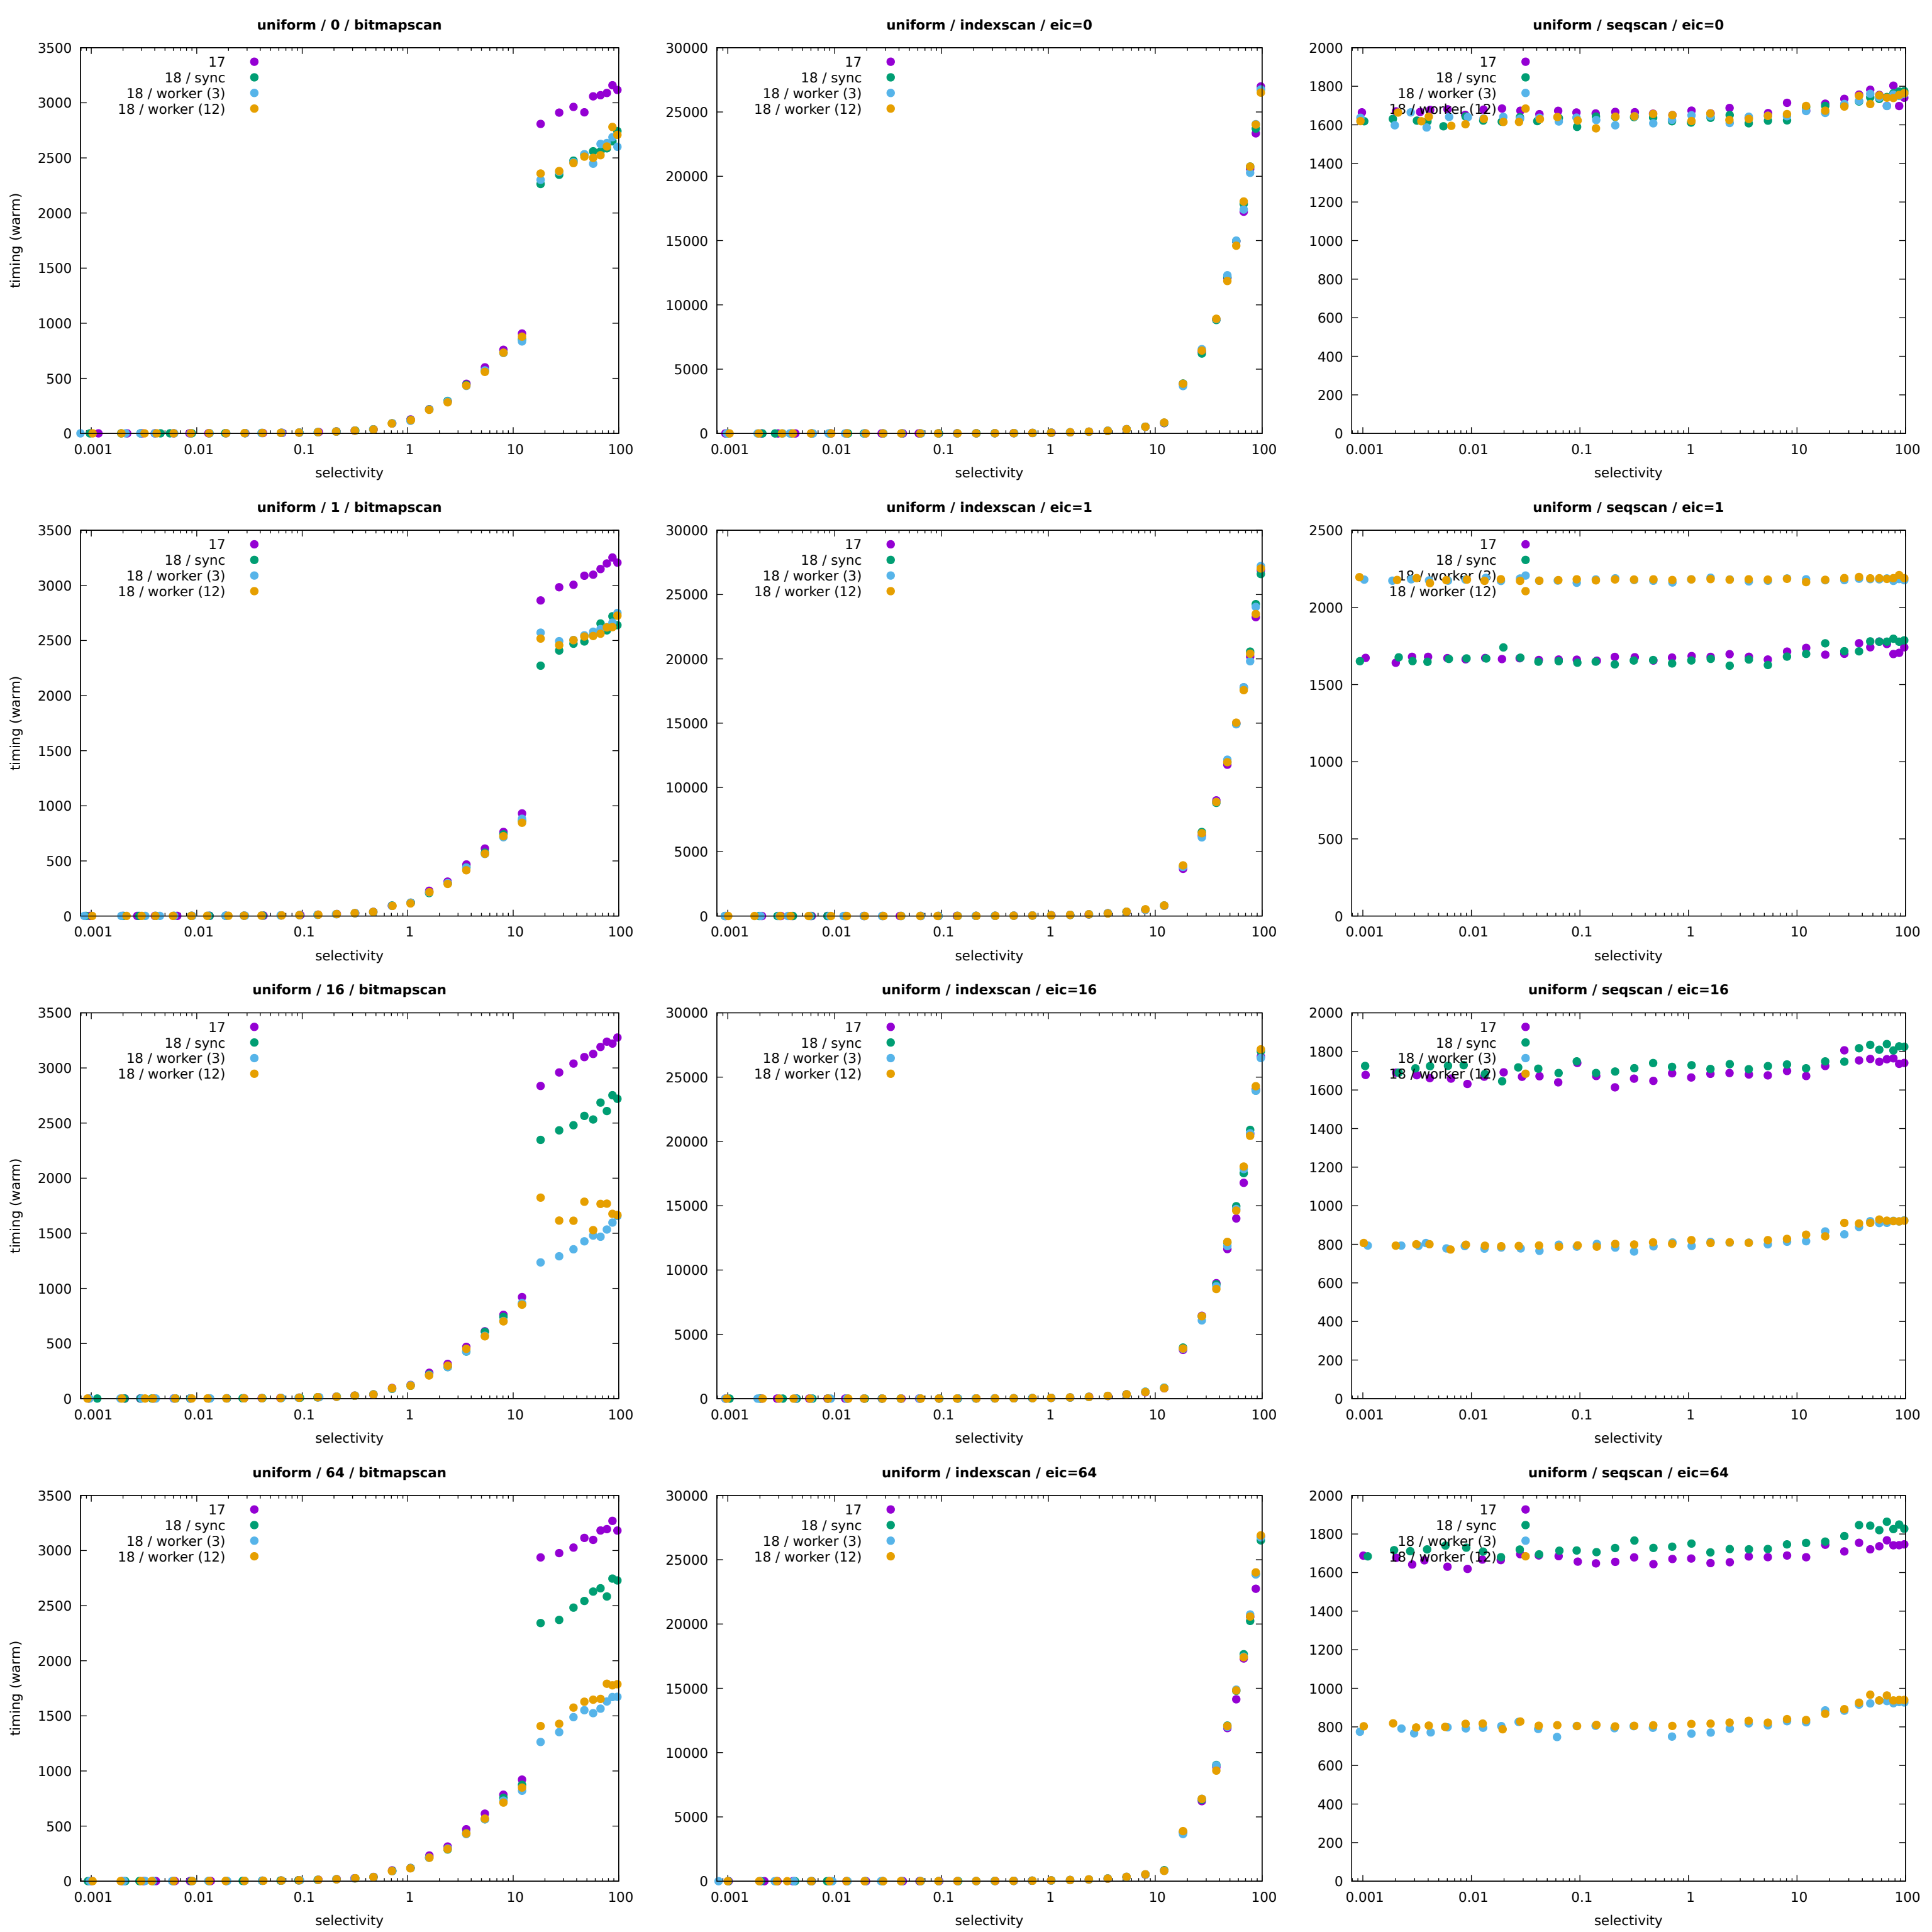 uniform / 0 / bitmapscan
17
18 / sync
18 / worker (3)
18 / worker (12)
3500
3000
2500
2000
1500
1000
500
0
timing (warm)
0.001 0.01 0.1 1 10 100
selectivity
uniform / indexscan / eic=0
17
18 / sync
18 / worker (3)
18 / worker (12)
30000
25000
20000
15000
10000
5000
0
0.001 0.01 0.1 1 10 100
selectivity
uniform / seqscan / eic=0
17
18 / sync
18 / worker (3)
18 / worker (12)
2000
1800
1600
1400
1200
1000
800
600
400
200
0
0.001 0.01 0.1 1 10 100
selectivity
uniform / 1 / bitmapscan
17
18 / sync
18 / worker (3)
18 / worker (12)
3500
3000
2500
2000
1500
1000
500
0
timing (warm)
0.001 0.01 0.1 1 10 100
selectivity
uniform / indexscan / eic=1
17
18 / sync
18 / worker (3)
18 / worker (12)
30000
25000
20000
15000
10000
5000
0
0.001 0.01 0.1 1 10 100
selectivity
uniform / seqscan / eic=1
17
18 / sync
18 / worker (3)
18 / worker (12)
2500
2000
1500
1000
500
0
0.001 0.01 0.1 1 10 100
selectivity
uniform / 16 / bitmapscan
17
18 / sync
18 / worker (3)
18 / worker (12)
3500
3000
2500
2000
1500
1000
500
0
timing (warm)
0.001 0.01 0.1 1 10 100
selectivity
uniform / indexscan / eic=16
17
18 / sync
18 / worker (3)
18 / worker (12)
30000
25000
20000
15000
10000
5000
0
0.001 0.01 0.1 1 10 100
selectivity
uniform / seqscan / eic=16
17
18 / sync
18 / worker (3)
18 / worker (12)
2000
1800
1600
1400
1200
1000
800
600
400
200
0
0.001 0.01 0.1 1 10 100
selectivity
uniform / 64 / bitmapscan
17
18 / sync
18 / worker (3)
18 / worker (12)
3500
3000
2500
2000
1500
1000
500
0
timing (warm)
0.001 0.01 0.1 1 10 100
selectivity
uniform / indexscan / eic=64
17
18 / sync
18 / worker (3)
18 / worker (12)
30000
25000
20000
15000
10000
5000
0
0.001 0.01 0.1 1 10 100
selectivity
uniform / seqscan / eic=64
17
18 / sync
18 / worker (3)
18 / worker (12)
2000
1800
1600
1400
1200
1000
800
600
400
200
0
0.001 0.01 0.1 1 10 100
selectivity